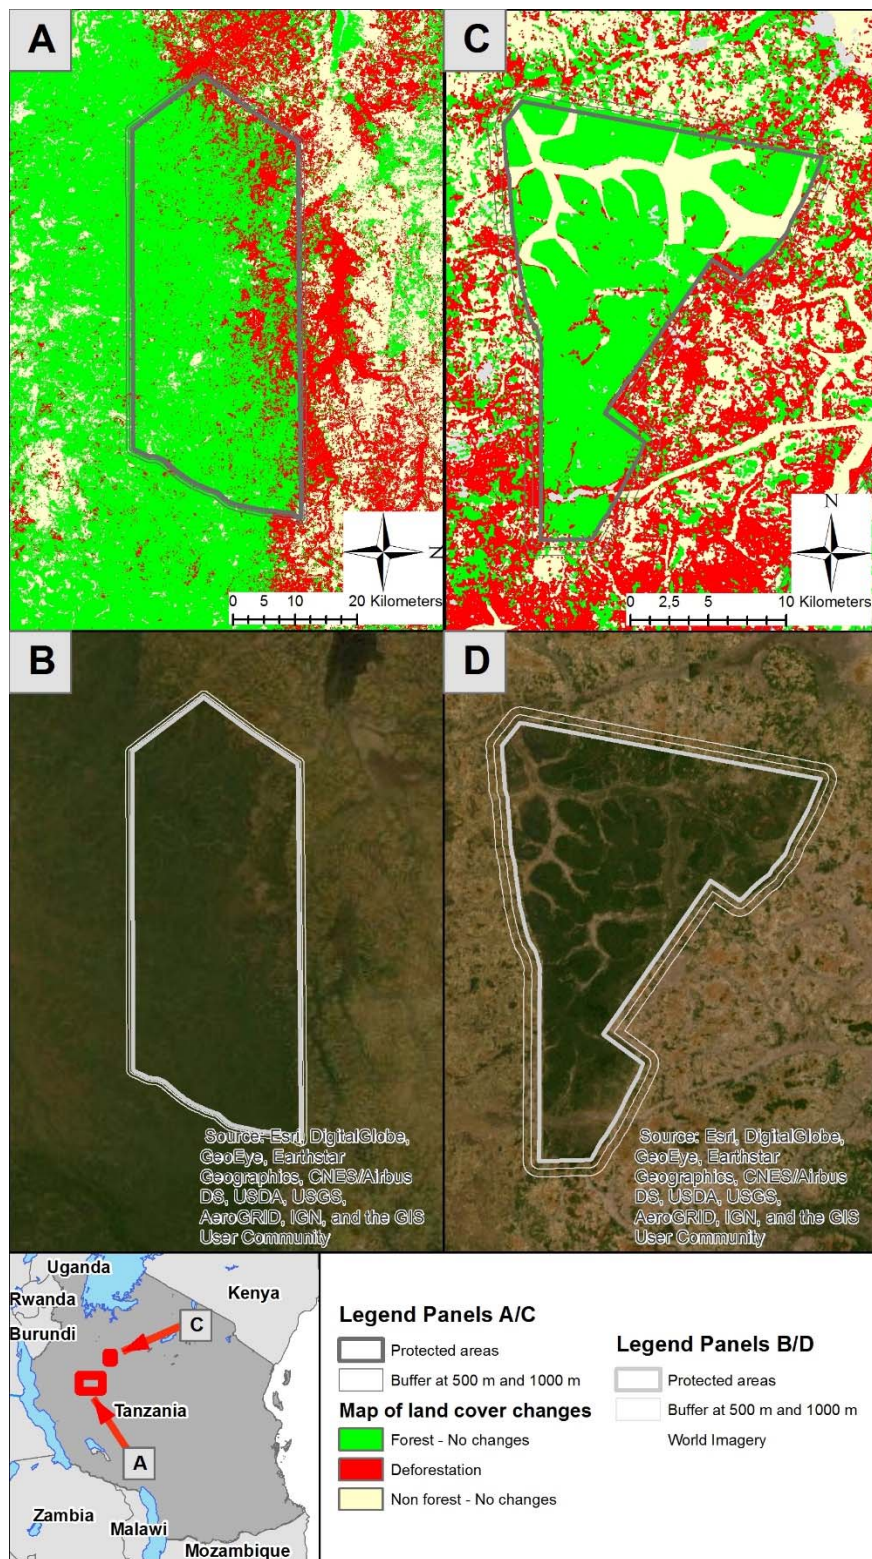 A
C
N
0 5 10 20 Kilometers
N
0 2,5 5 10 Kilometers
B
D
Source: Esri, DigitalGlobe,
GeoEye, Earthstar
Geographics, CNES/Airbus
DS, USDA, USGS,
AeroGRID, IGN, and the GIS
User Community
Source: Esri, DigitalGlobe,
GeoEye, Earthstar
Geographics, CNES/Airbus
DS, USDA, USGS,
AeroGRID, IGN, and the GIS
User Community
Uganda
Rwanda
Kenya
Burundi
C
Tanzania
A
Zambia
Malawi
Mozambique
Legend Panels A/C
Protected areas
Buffer at 500 m and 1000 m
Map of land cover changes
Forest - No changes
Deforestation
Non forest - No changes
Legend Panels B/D
Protected areas
Buffer at 500 m and 1000 m
World Imagery